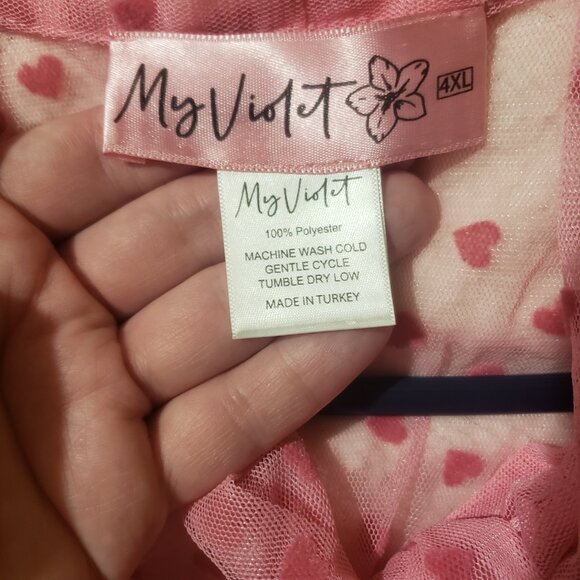 My Violet 4XL
My Violet
100% Polyester
MACHINE WASH COLD
GENTLE CYCLE
TUMBLE DRY LOW
MADE IN TURKEY